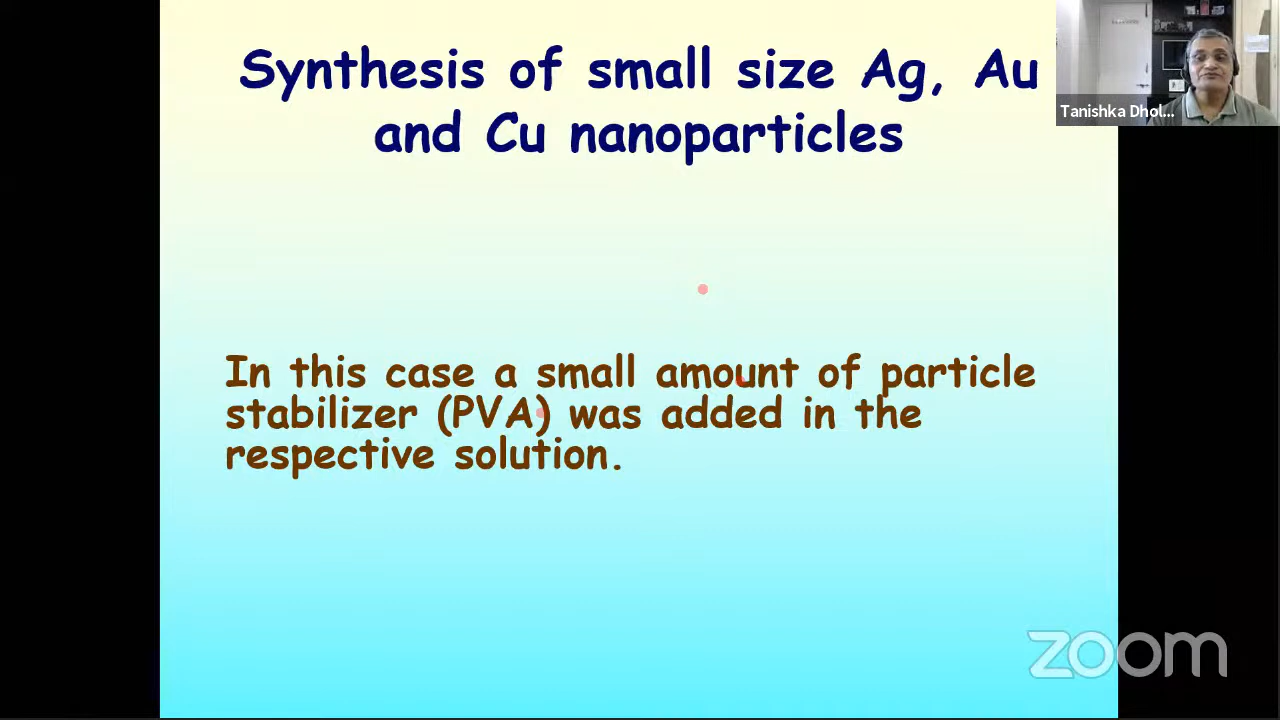 Synthesis of small size Ag, Au
and Cu nanoparticles
Tanishka Dhol...
In this case a small amount of particle
stabilizer (PVA) was added in the
respective solution.
zoom